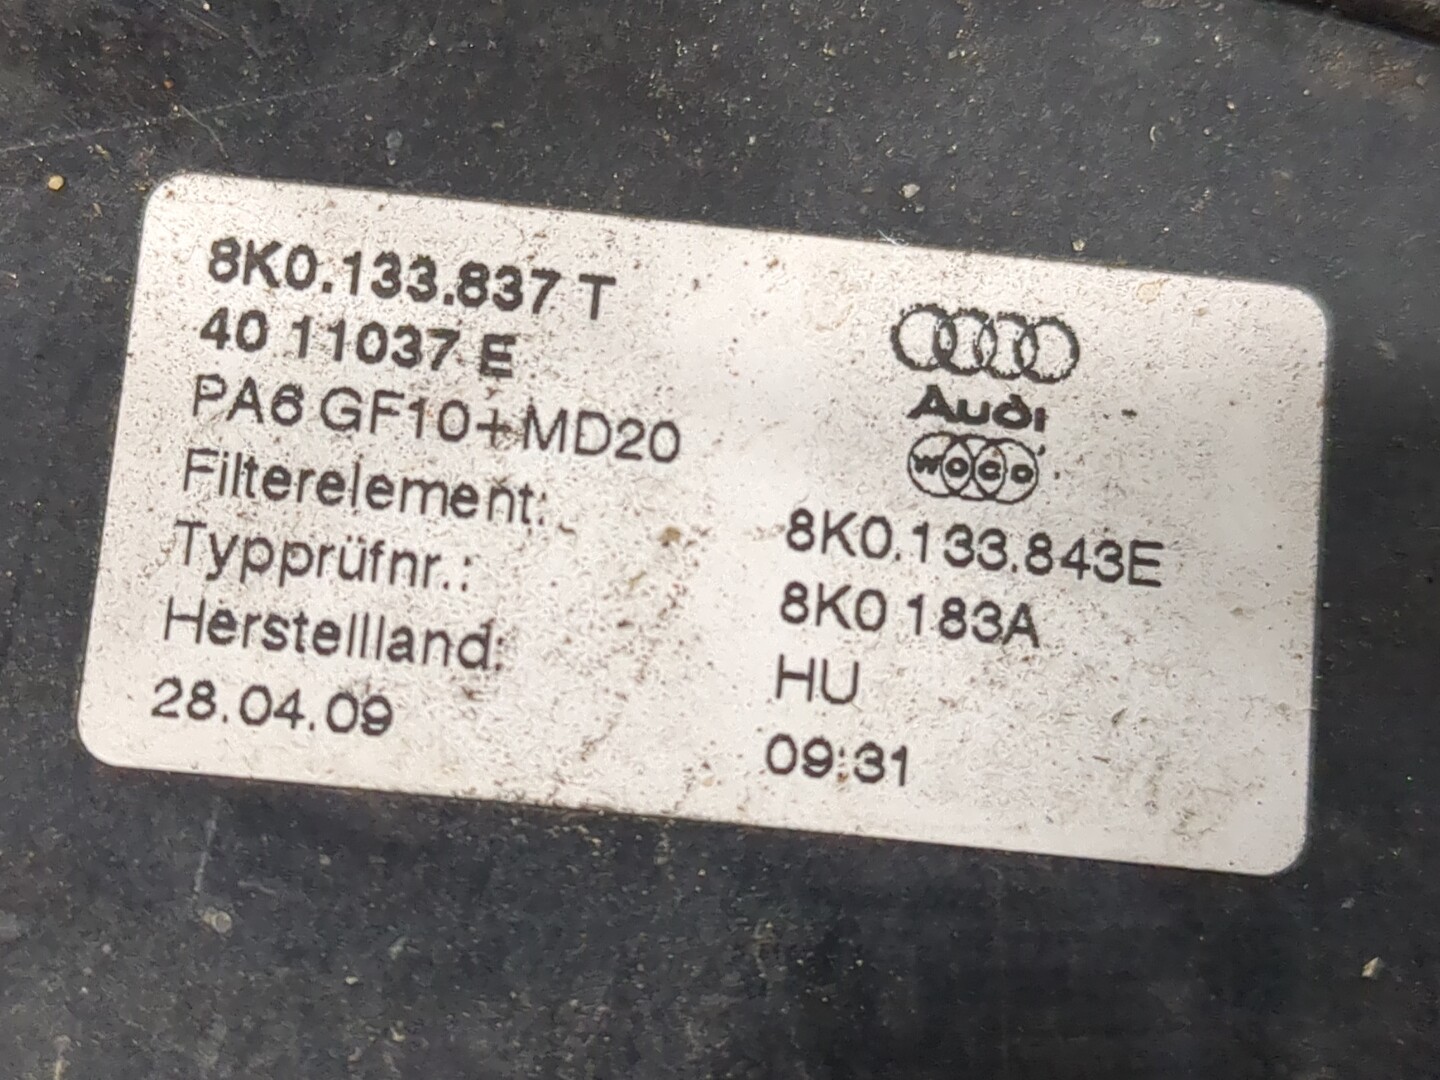 8K0.133.837 T
40 11037 E
PA6 GF10+MD20
Audi
WOCO
Filterelement: 8K0.133.843E
Typprüfnr.: 8K0 183A
Herstellland: HU
28.04.09 09:31